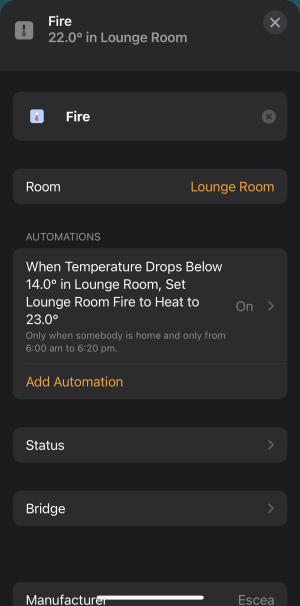 Fire
22.0° in Lounge Room
Fire
Room
Lounge Room
AUTOMATIONS
When Temperature Drops Below
14.0° in Lounge Room, Set
Lounge Room Fire to Heat to
23.0°
On
Only when somebody is home and only from
6:00 am to 6:20 pm.
Add Automation
Status
Bridge
Manufacturer
Escea